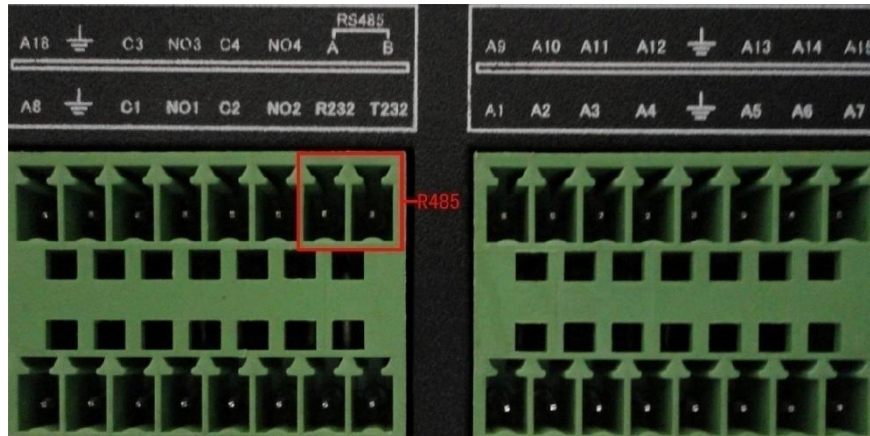 RS485
A18 C3 NO3 C4 NO4 A B
A8 C1 NO1 C2 NO2 R232 T232
A9 A10 A11 A12 A13 A14 A15
A1 A2 A3 A4 A5 A6 A7
R485